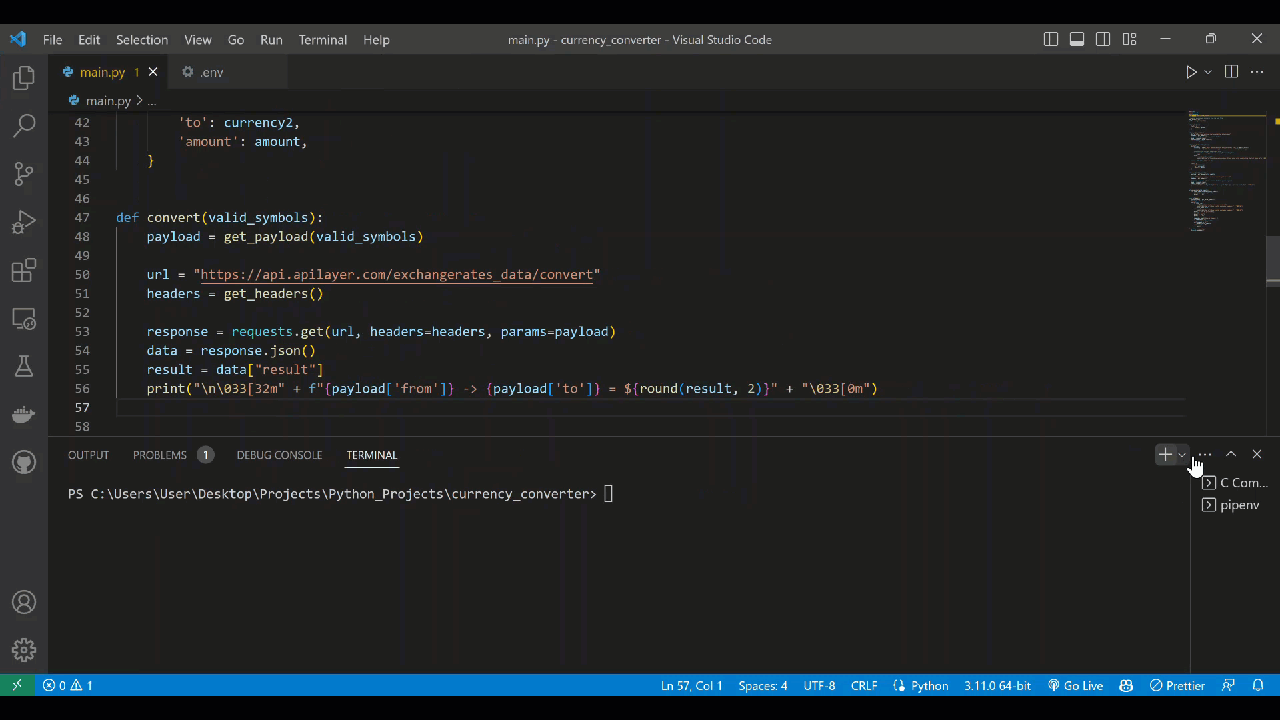 File Edit Selection View Go Run Terminal Help main.py - currency_converter - Visual Studio Code
main.py 1 .env
main.py > ...
42 'to': currency2,
43 'amount': amount,
44 }
45
46
47 def convert(valid_symbols):
48 payload = get_payload(valid_symbols)
49
50 url = "https://api.apilayer.com/exchangerates_data/convert"
51 headers = get_headers()
52
53 response = requests.get(url, headers=headers, params=payload)
54 data = response.json()
55 result = data["result"]
56 print("\n\033[32m" + f"{payload['from']} -> {payload['to']} = ${round(result, 2)}" + "\033[0m")
57
58
OUTPUT PROBLEMS 1 DEBUG CONSOLE TERMINAL
C Com...
PS C:\Users\User\Desktop\Projects\Python_Projects\currency_converter>
pipenv
0 1 Ln 57, Col 1 Spaces: 4 UTF-8 CRLF Python 3.11.0 64-bit Go Live Prettier